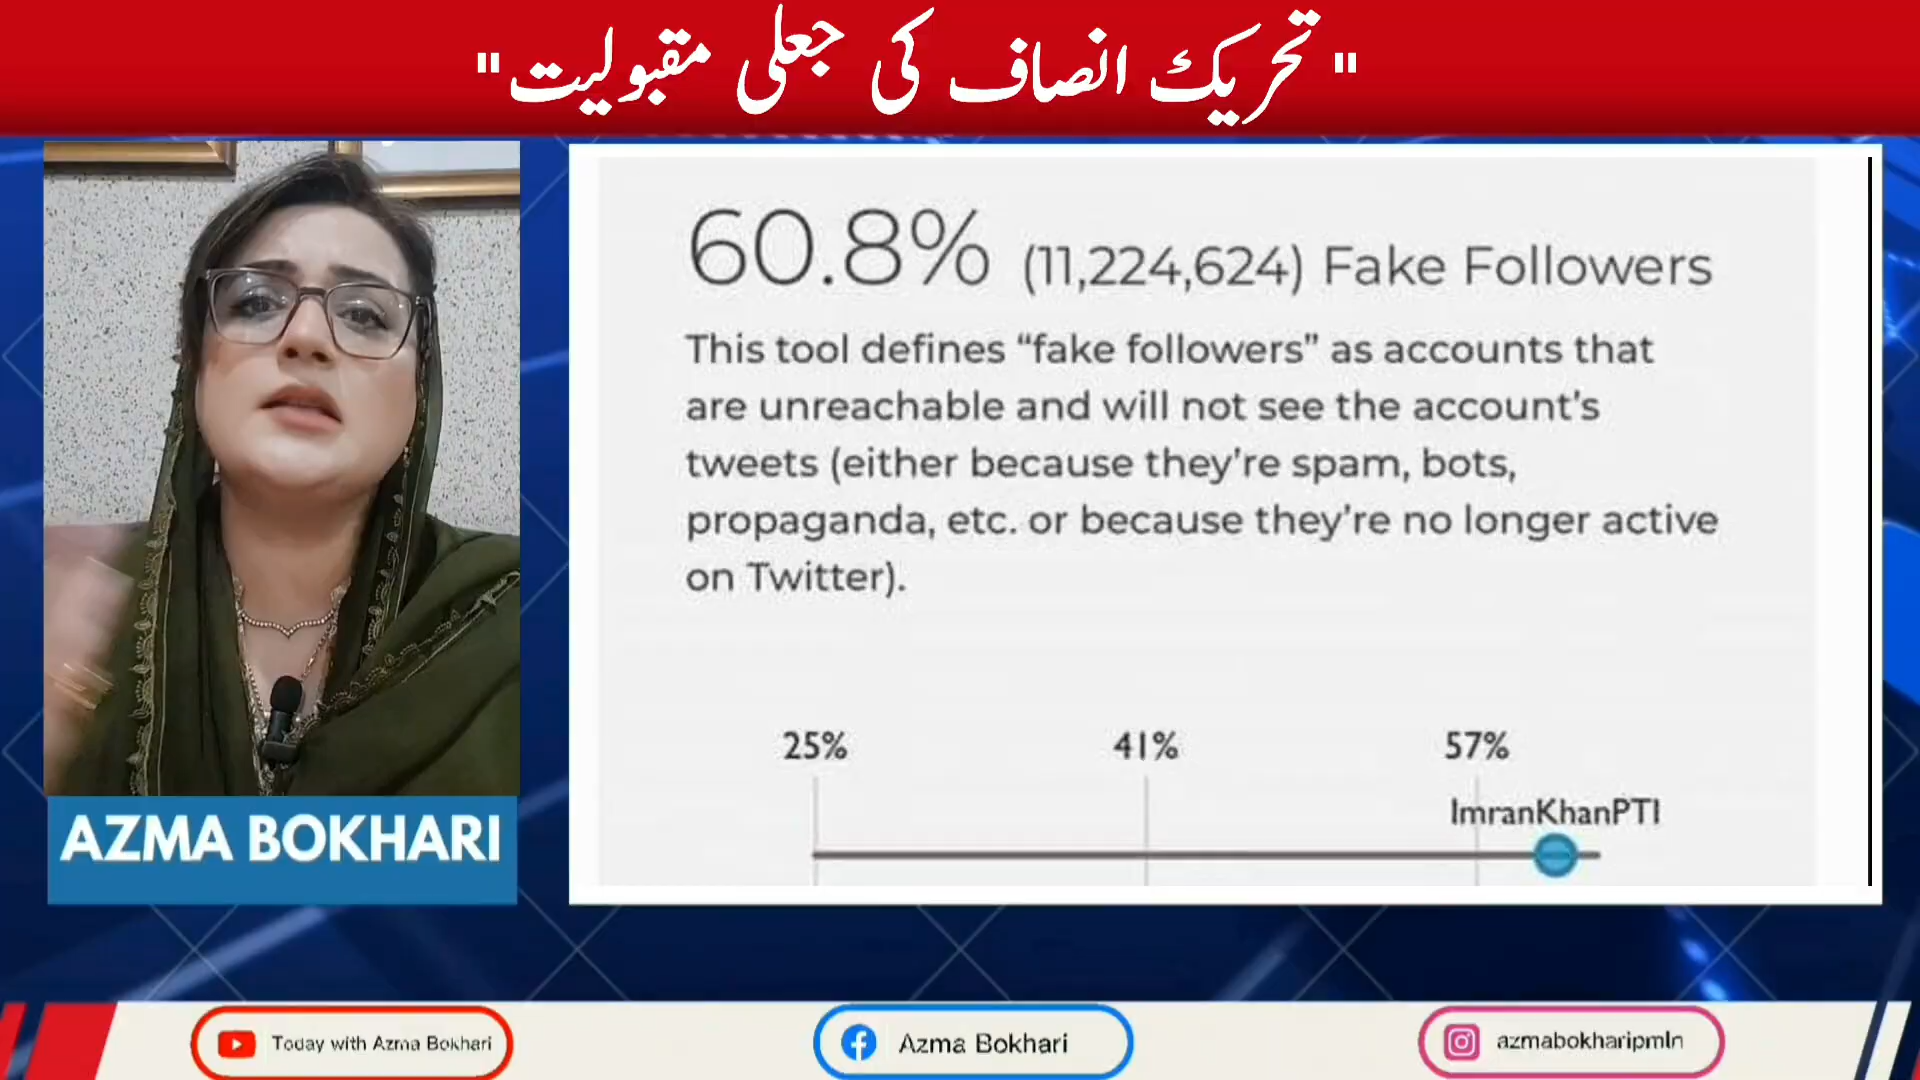 "تحریک انصاف کی جعلی مقبولیت"
60.8% (11,224,624) Fake Followers
This tool defines “fake followers” as accounts that
are unreachable and will not see the account’s
tweets (either because they’re spam, bots,
propaganda, etc. or because they’re no longer active
on Twitter).
25% 41% 57%
ImranKhanPTI
AZMA BOKHARI
Today with Azma Bokhari
Azma Bokhari
azmabokharipmln